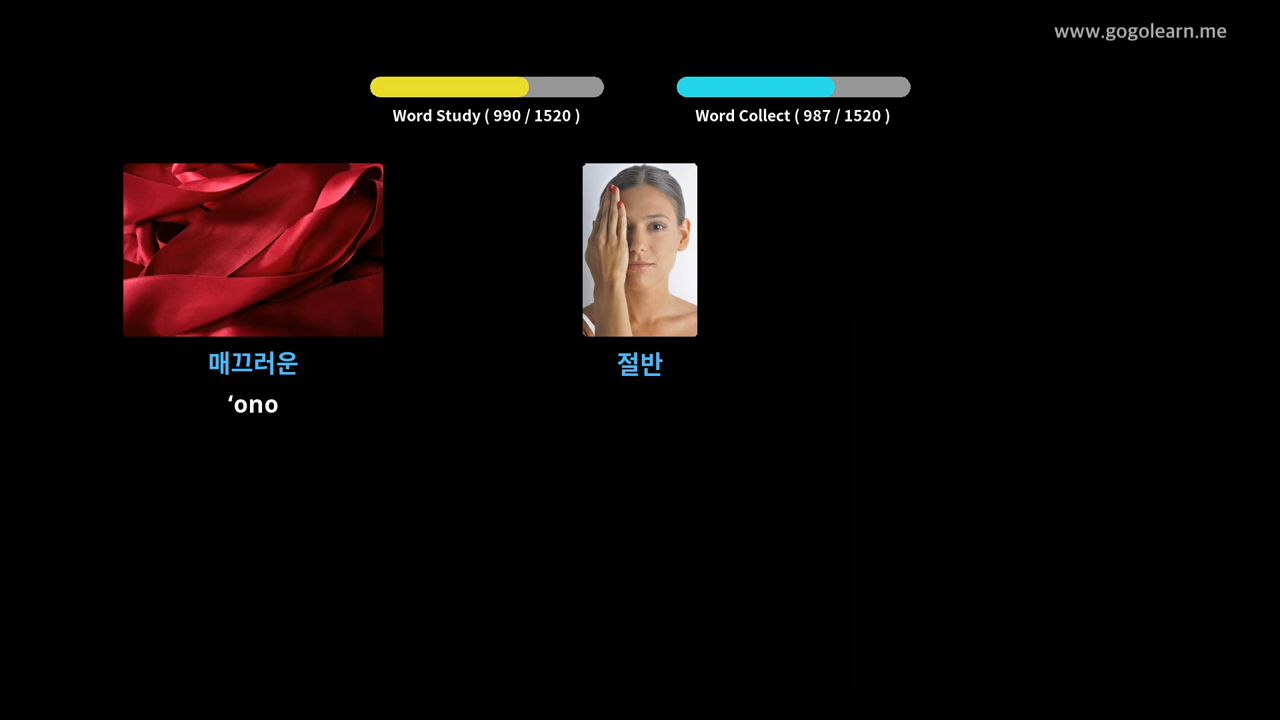 www.gogolearn.me
Word Study ( 990 / 1520 )
Word Collect ( 987 / 1520 )
매끄러운
‘ono
절반